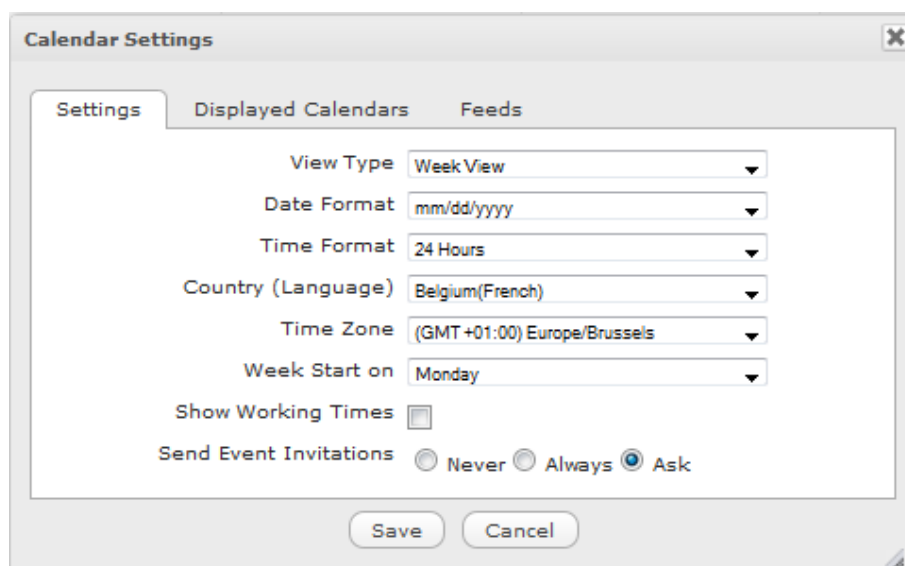 Calendar Settings
Settings Displayed Calendars Feeds
View Type Week View
Date Format mm/dd/yyyy
Time Format 24 Hours
Country (Language) Belgium(French)
Time Zone (GMT +01:00) Europe/Brussels
Week Start on Monday
Show Working Times
Send Event Invitations Never Always Ask
Save Cancel